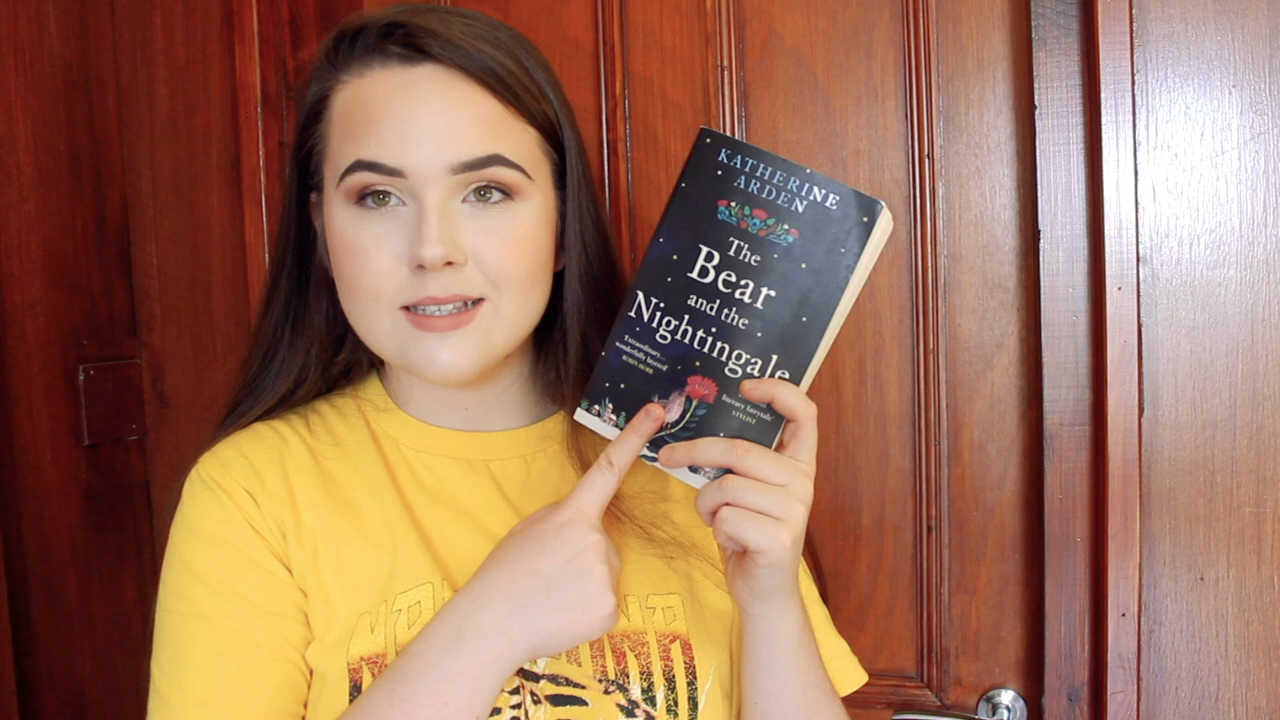 KATHERINE
ARDEN
The
Bear
and the
Nightingale
'Extraordinary...
wonderfully layered'
ROBIN HOBB
literary fairytale'
STYLIST